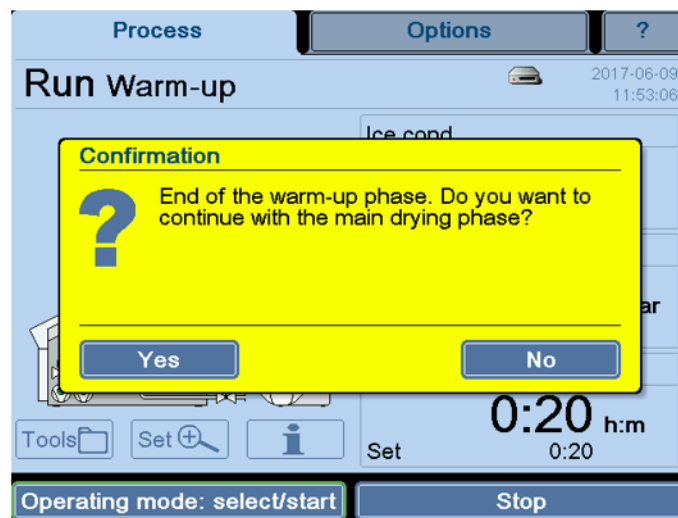 Process
Options
?
Run Warm-up
2017-06-09
11:53:06
Ice cond
Confirmation
End of the warm-up phase. Do you want to
continue with the main drying phase?
ar
Yes
No
0:20 h:m
Tools
Set
i
Set
0:20
Operating mode: select/start
Stop